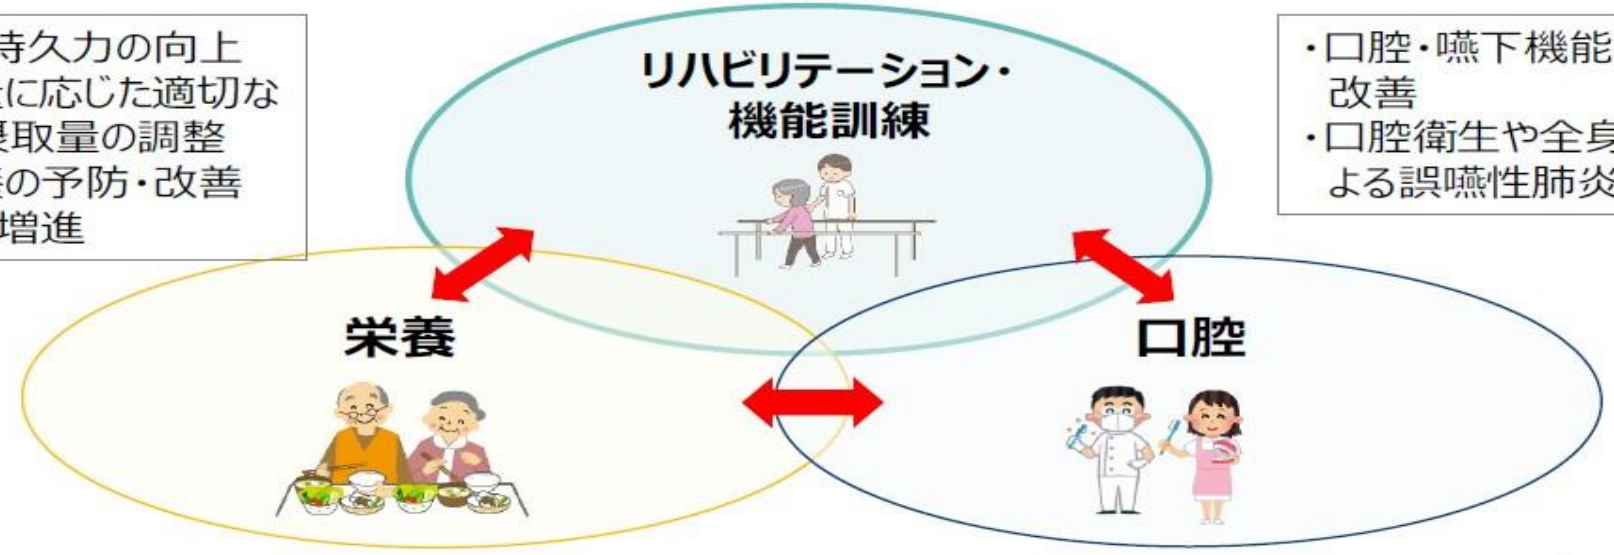 持久力の向上
に応じた適切な
取量の調整
の予防・改善
増進
リハビリテーション・
機能訓練
・口腔・嚥下機能
改善
・口腔衛生や全身
よる誤嚥性肺炎
栄養
口腔